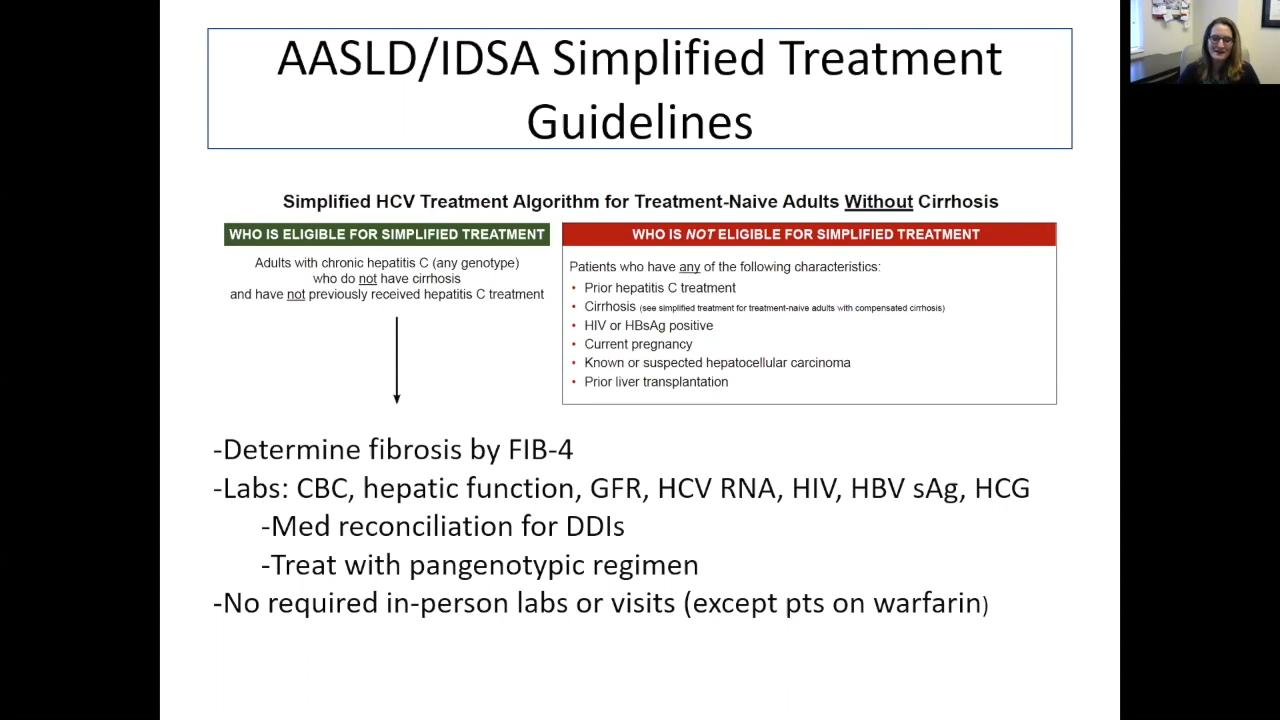 AASLD/IDSA Simplified Treatment
Guidelines
Simplified HCV Treatment Algorithm for Treatment-Naive Adults Without Cirrhosis
WHO IS ELIGIBLE FOR SIMPLIFIED TREATMENT
Adults with chronic hepatitis C (any genotype)
who do not have cirrhosis
and have not previously received hepatitis C treatment
WHO IS NOT ELIGIBLE FOR SIMPLIFIED TREATMENT
Patients who have any of the following characteristics:
• Prior hepatitis C treatment
• Cirrhosis (see simplified treatment for treatment-naive adults with compensated cirrhosis)
• HIV or HBsAg positive
• Current pregnancy
• Known or suspected hepatocellular carcinoma
• Prior liver transplantation
-Determine fibrosis by FIB-4
-Labs: CBC, hepatic function, GFR, HCV RNA, HIV, HBV sAg, HCG
-Med reconciliation for DDIs
-Treat with pangenotypic regimen
-No required in-person labs or visits (except pts on warfarin)